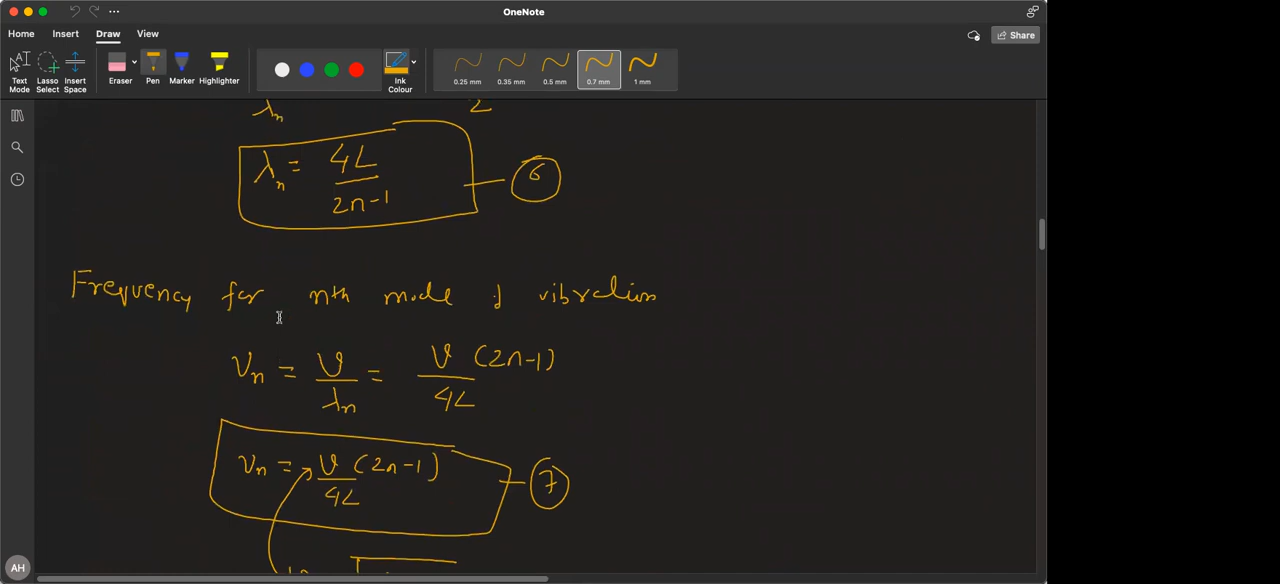 OneNote
Home Insert Draw View
Share
Text Mode Lasso Select Insert Space Eraser Pen Marker Highlighter Ink Colour 0.25 mm 0.35 mm 0.5 mm 0.7 mm 1 mm
λn 2
λn = 4L / 2n-1 — 6
Frequency for nth mode of vibration
νn = v / λn = v / 4L (2n-1)
νn = v / 4L (2n-1) — 7
AH